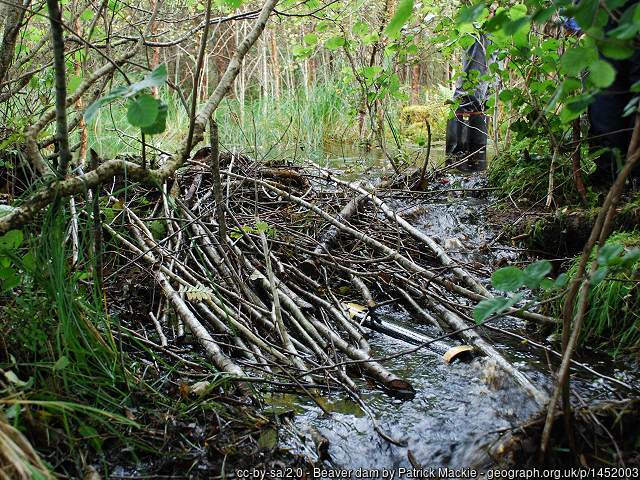 cc-by-sa/2.0 - Beaver dam by Patrick Mackie - geograph.org.uk/p/1452003